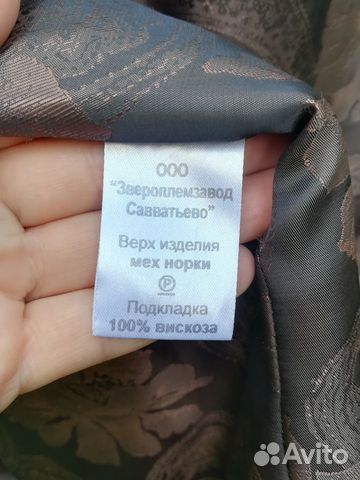 ООО
"Звероплемзавод
Савватьево"
Верх изделия
мех норки
P
Подкладка
100% вискоза
Avito